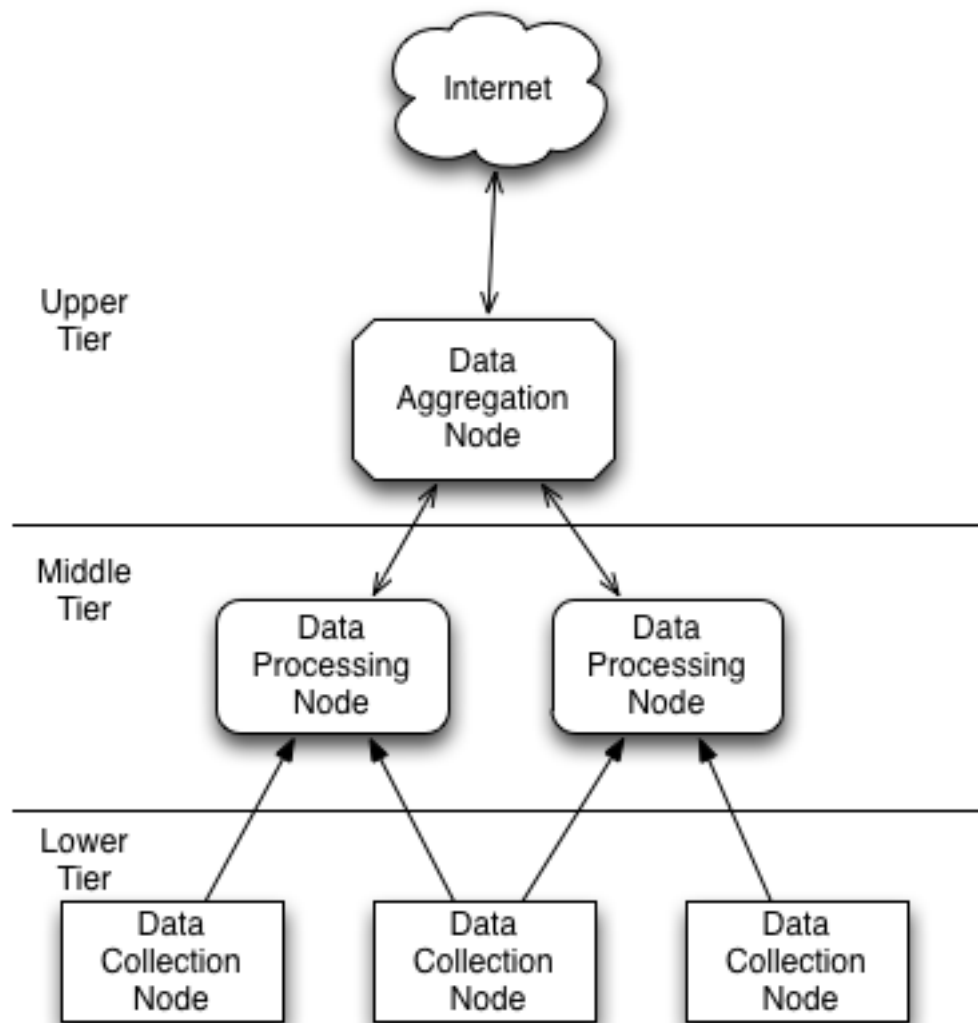 Internet
Upper
Tier
Data
Aggregation
Node
Middle
Tier
Data
Processing
Node
Data
Processing
Node
Lower
Tier
Data
Collection
Node
Data
Collection
Node
Data
Collection
Node